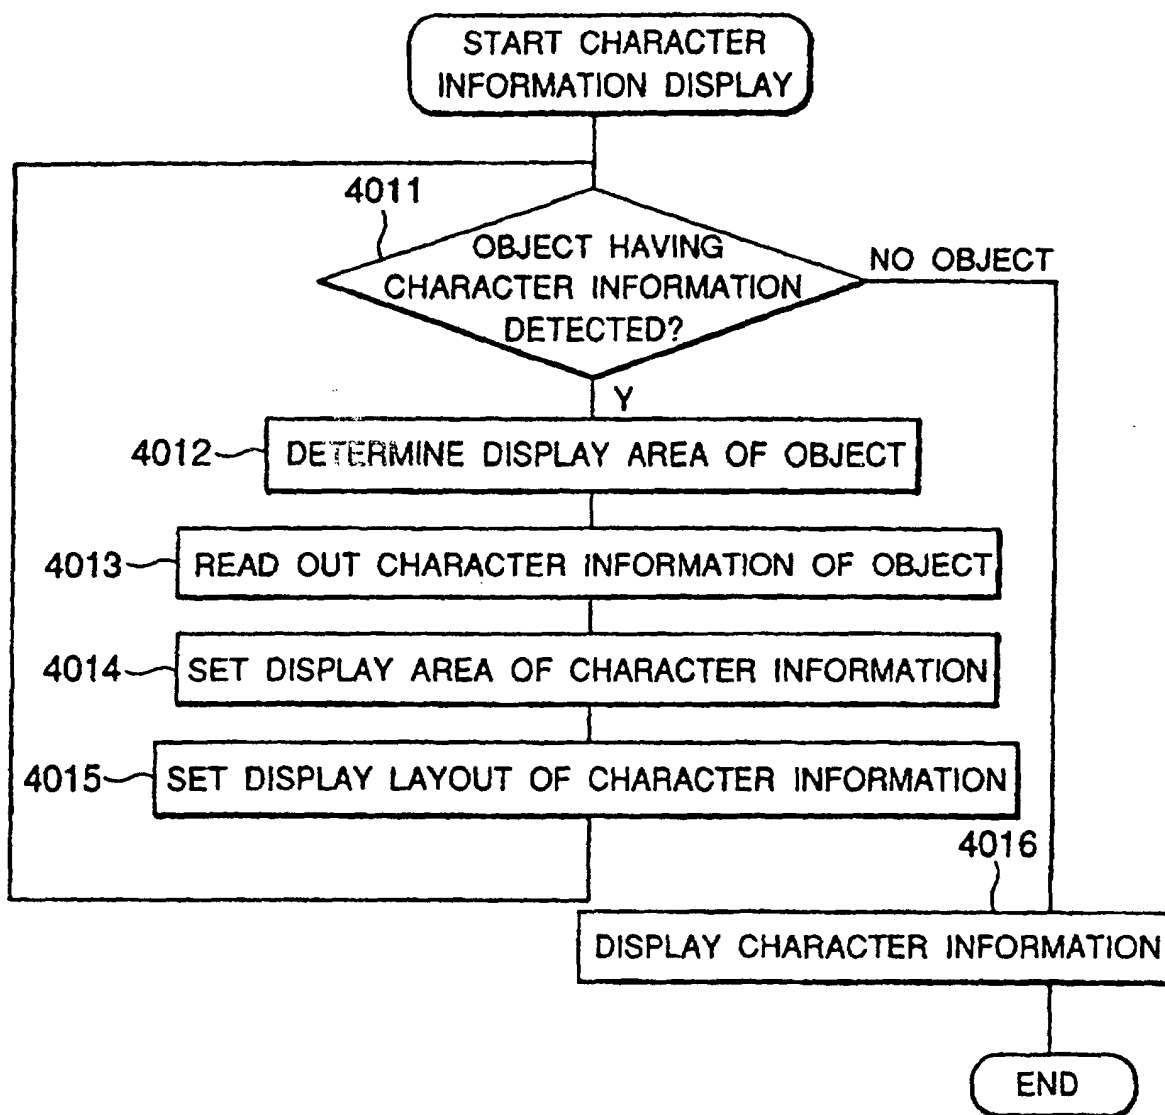 START CHARACTER
INFORMATION DISPLAY
4011
OBJECT HAVING
CHARACTER INFORMATION
DETECTED?
NO OBJECT
Y
4012
DETERMINE DISPLAY AREA OF OBJECT
4013
READ OUT CHARACTER INFORMATION OF OBJECT
4014
SET DISPLAY AREA OF CHARACTER INFORMATION
4015
SET DISPLAY LAYOUT OF CHARACTER INFORMATION
4016
DISPLAY CHARACTER INFORMATION
END